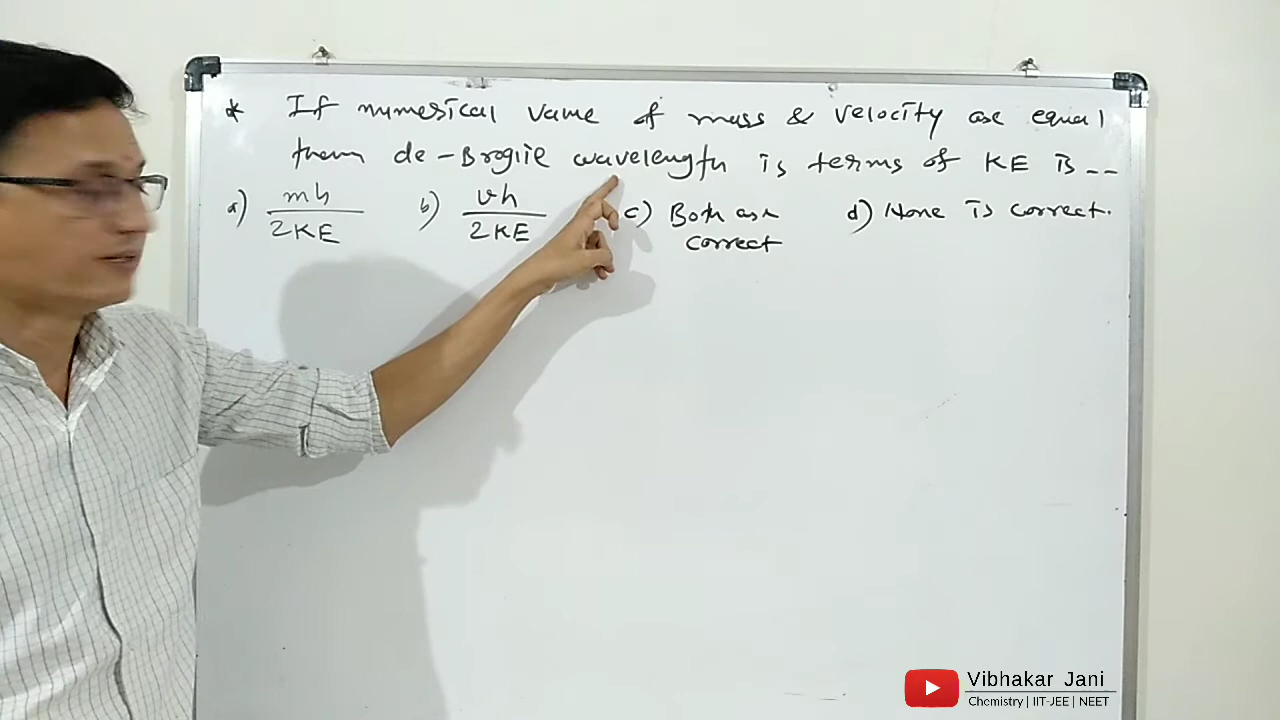 * If numerical value of mass & velocity are equal
them de-Broglie wavelength is terms of KE is --
a) mh / 2KE b) vh / 2KE c) Both are correct d) None is correct.
Vibhakar Jani
Chemistry | IIT-JEE | NEET